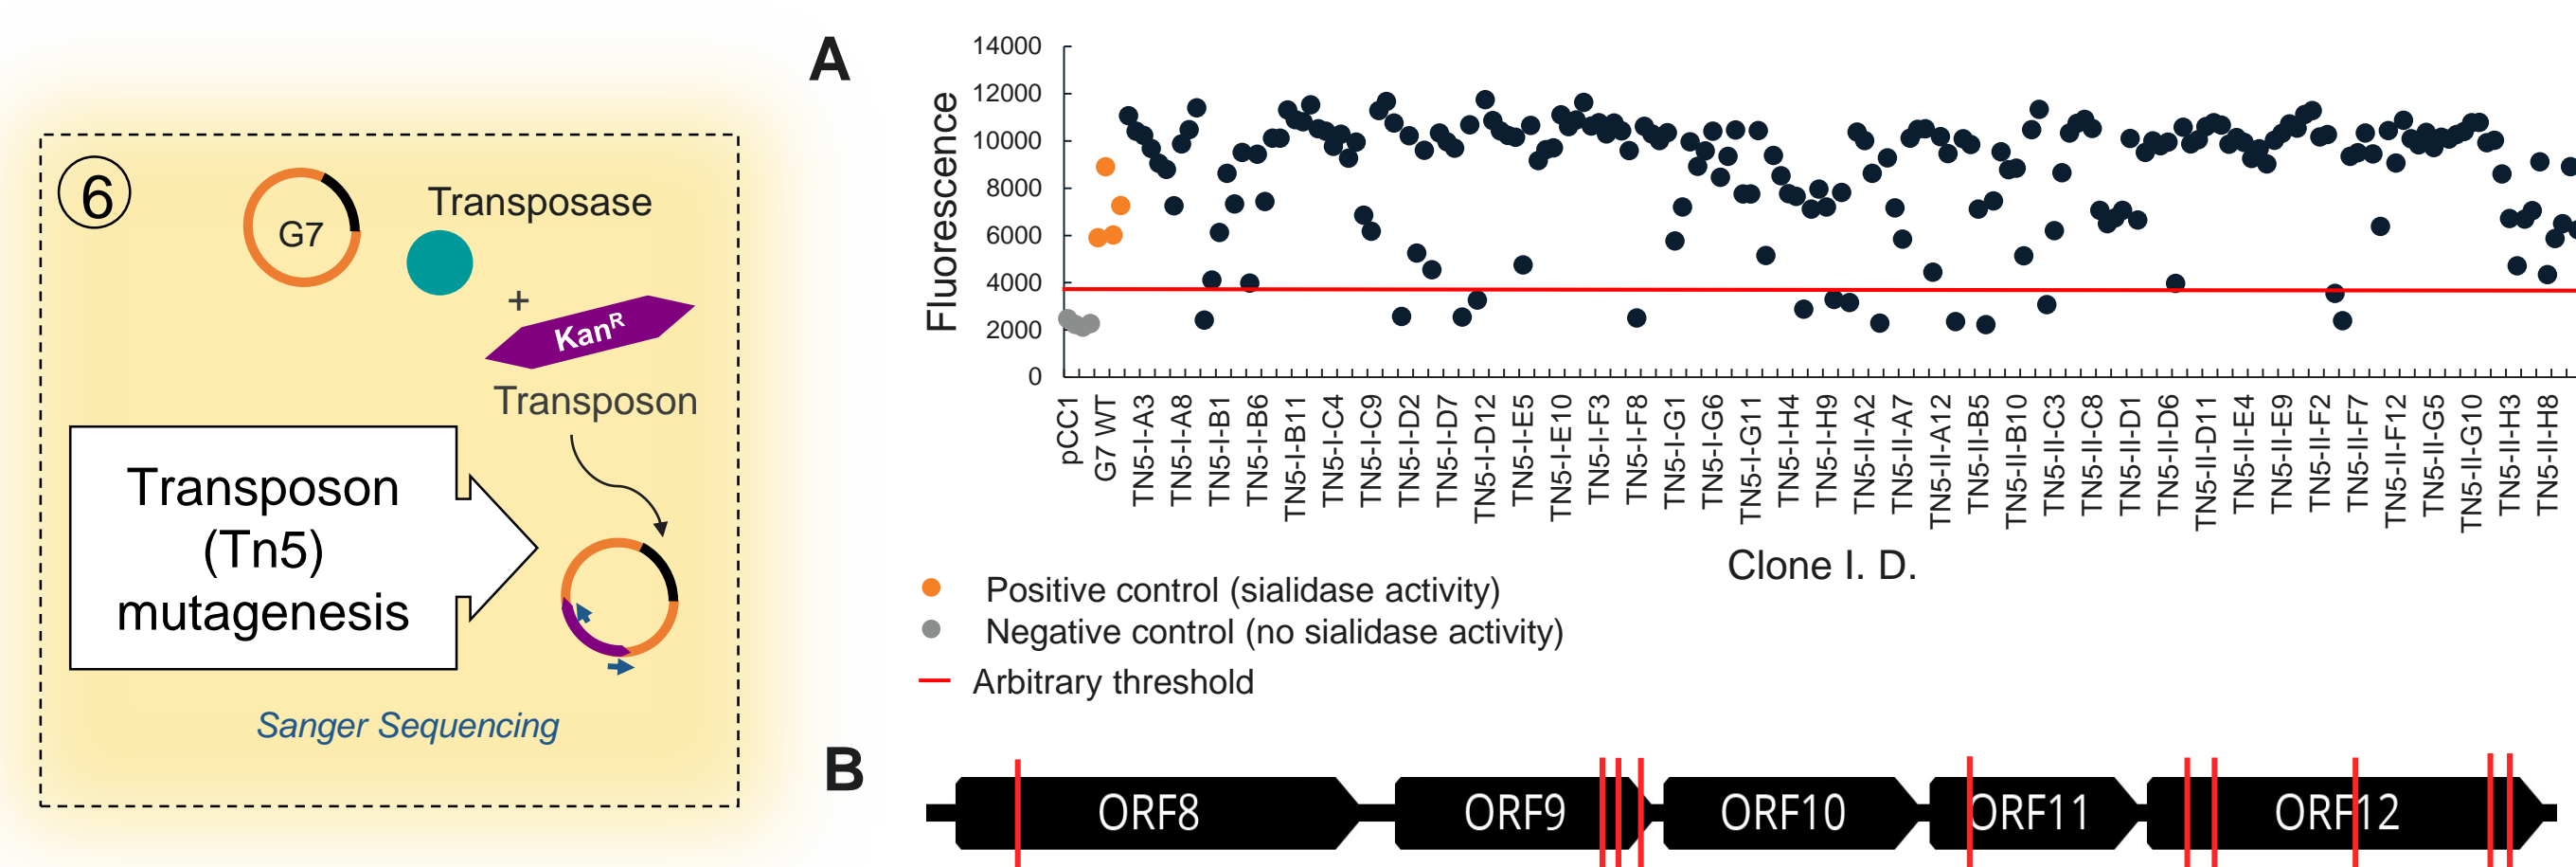 6
G7
Transposase
+
Kan^R
Transposon
Transposon
(Tn5)
mutagenesis
Sanger Sequencing
A
Fluorescence
14000
12000
10000
8000
6000
4000
2000
0
pCC1
G7 WT
TN5-I-A3
TN5-I-A8
TN5-I-B1
TN5-I-B6
TN5-I-B11
TN5-I-C4
TN5-I-C9
TN5-I-D2
TN5-I-D7
TN5-I-D12
TN5-I-E5
TN5-I-E10
TN5-I-F3
TN5-I-F8
TN5-I-G1
TN5-I-G6
TN5-I-G11
TN5-I-H4
TN5-I-H9
TN5-II-A2
TN5-II-A7
TN5-II-A12
TN5-II-B5
TN5-II-B10
TN5-II-C3
TN5-II-C8
TN5-II-D1
TN5-II-D6
TN5-II-D11
TN5-II-E4
TN5-II-E9
TN5-II-F2
TN5-II-F7
TN5-II-F12
TN5-II-G5
TN5-II-G10
TN5-II-H3
TN5-II-H8
Clone I. D.
Positive control (sialidase activity)
Negative control (no sialidase activity)
Arbitrary threshold
B
ORF8
ORF9
ORF10
ORF11
ORF12